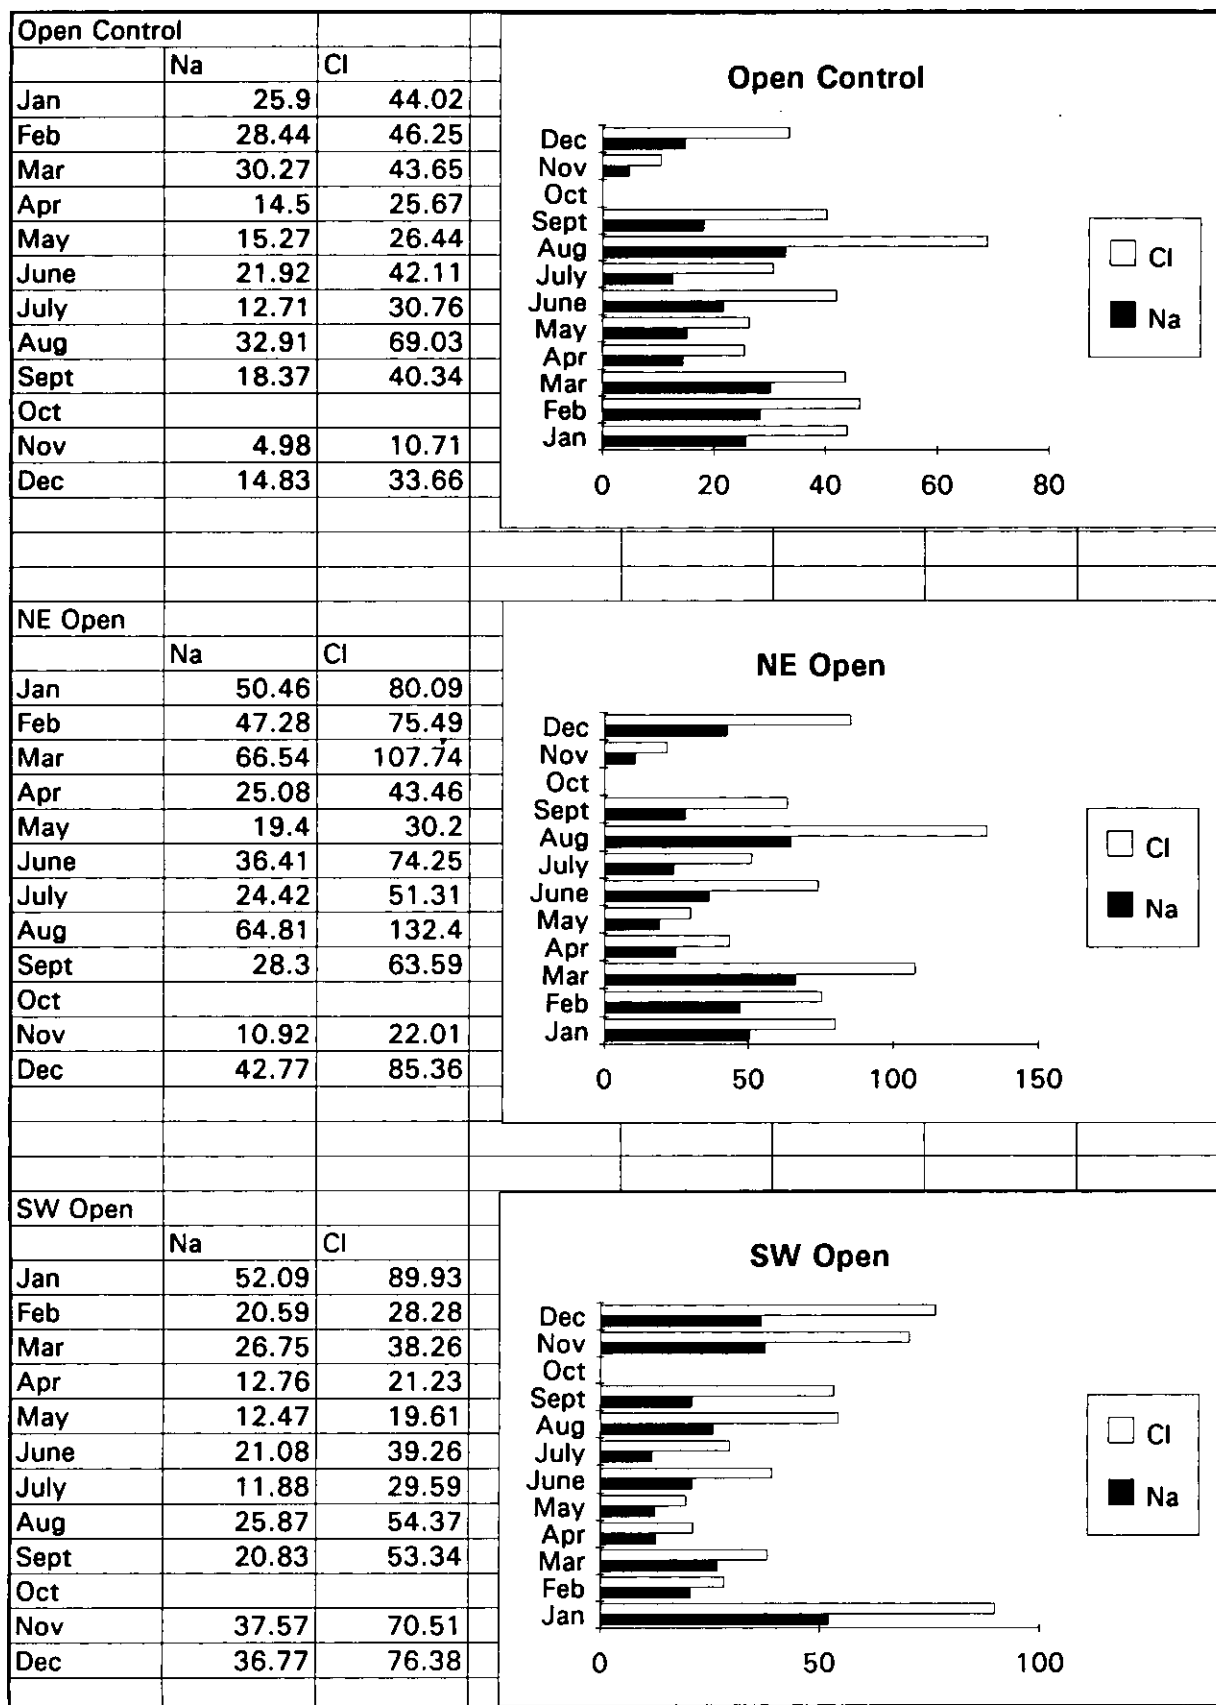 Open Control
Na Cl
Jan 25.9 44.02
Feb 28.44 46.25
Mar 30.27 43.65
Apr 14.5 25.67
May 15.27 26.44
June 21.92 42.11
July 12.71 30.76
Aug 32.91 69.03
Sept 18.37 40.34
Oct
Nov 4.98 10.71
Dec 14.83 33.66
Open Control
Dec
Nov
Oct
Sept
Aug
July
June
May
Apr
Mar
Feb
Jan
0 20 40 60 80
Cl
Na
NE Open
Na Cl
Jan 50.46 80.09
Feb 47.28 75.49
Mar 66.54 107.74
Apr 25.08 43.46
May 19.4 30.2
June 36.41 74.25
July 24.42 51.31
Aug 64.81 132.4
Sept 28.3 63.59
Oct
Nov 10.92 22.01
Dec 42.77 85.36
NE Open
Dec
Nov
Oct
Sept
Aug
July
June
May
Apr
Mar
Feb
Jan
0 50 100 150
Cl
Na
SW Open
Na Cl
Jan 52.09 89.93
Feb 20.59 28.28
Mar 26.75 38.26
Apr 12.76 21.23
May 12.47 19.61
June 21.08 39.26
July 11.88 29.59
Aug 25.87 54.37
Sept 20.83 53.34
Oct
Nov 37.57 70.51
Dec 36.77 76.38
SW Open
Dec
Nov
Oct
Sept
Aug
July
June
May
Apr
Mar
Feb
Jan
0 50 100
Cl
Na